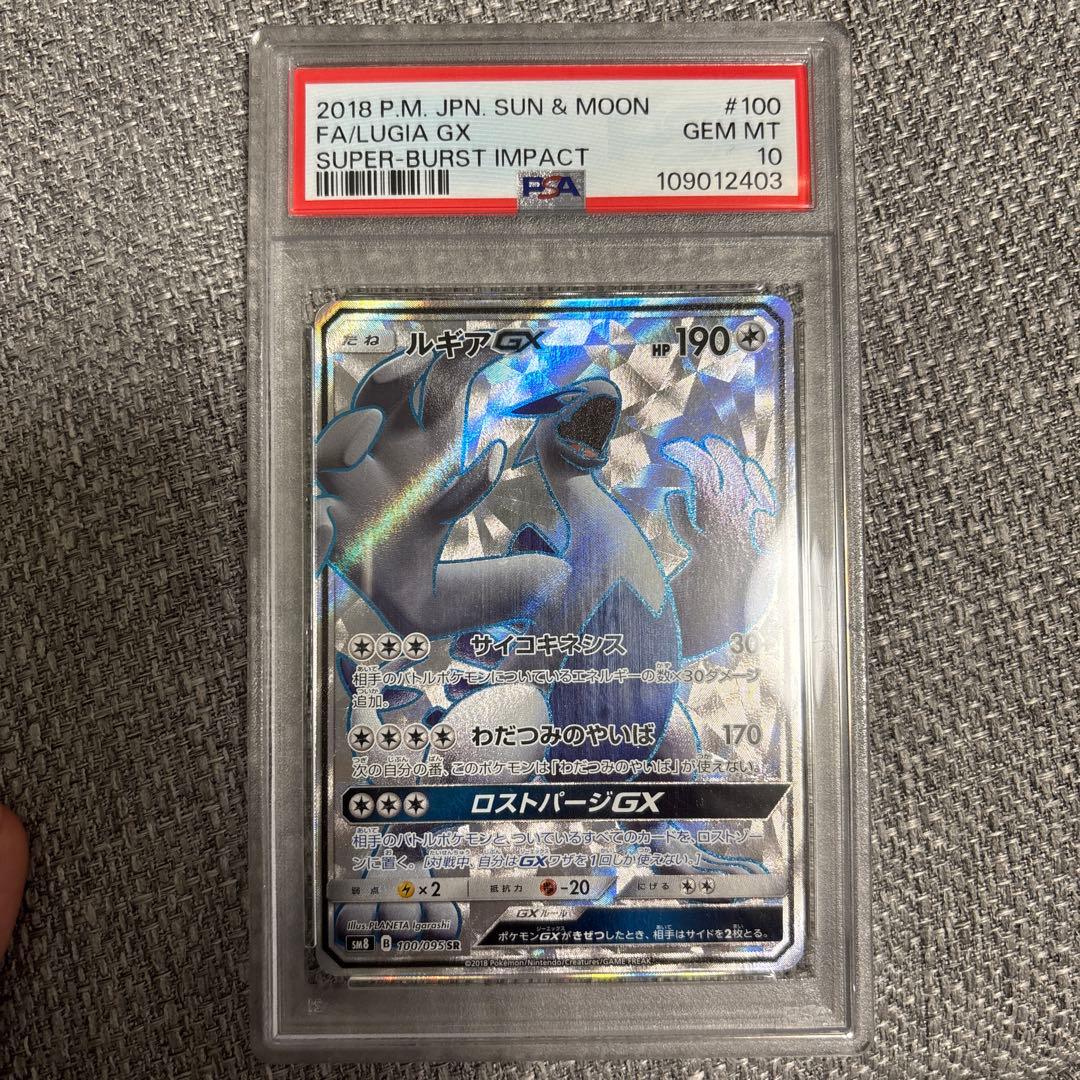 2018 P.M. JPN. SUN & MOON #100
FA/LUGIA GX GEM MT
SUPER-BURST IMPACT 10
PSA 109012403
たね ルギアGX HP 190
サイコキネシス 30+
相手のバトルポケモンについているエネルギーの数×30ダメージ
追加。
わだつみのやいば 170
次の自分の番、このポケモンは「わだつみのやいば」が使えない。
ロストパージGX
相手のバトルポケモンと、ついているすべてのカードを、ロストゾー
ンに置く。[対戦中、自分はGXワザを1回しか使えない。]
弱点 ×2 抵抗力 -20 にげる
Illus. PLANETA Igarashi GXルール
ポケモンGXがきぜつしたとき、相手はサイドを2枚とる。
SM8 B 100/095 SR
©2018 Pokémon/Nintendo/Creatures/GAME FREAK.